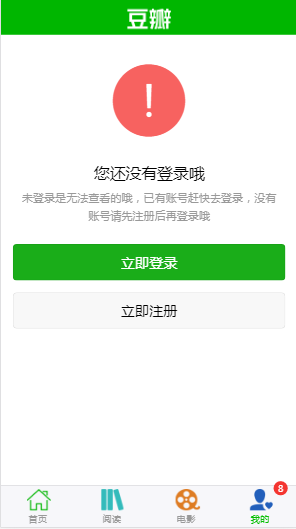 豆瓣
!
您还没有登录哦
未登录是无法查看的哦，已有账号赶快去登录，没有
账号请先注册后再登录哦
立即登录
立即注册
8
首页 阅读 电影 我的